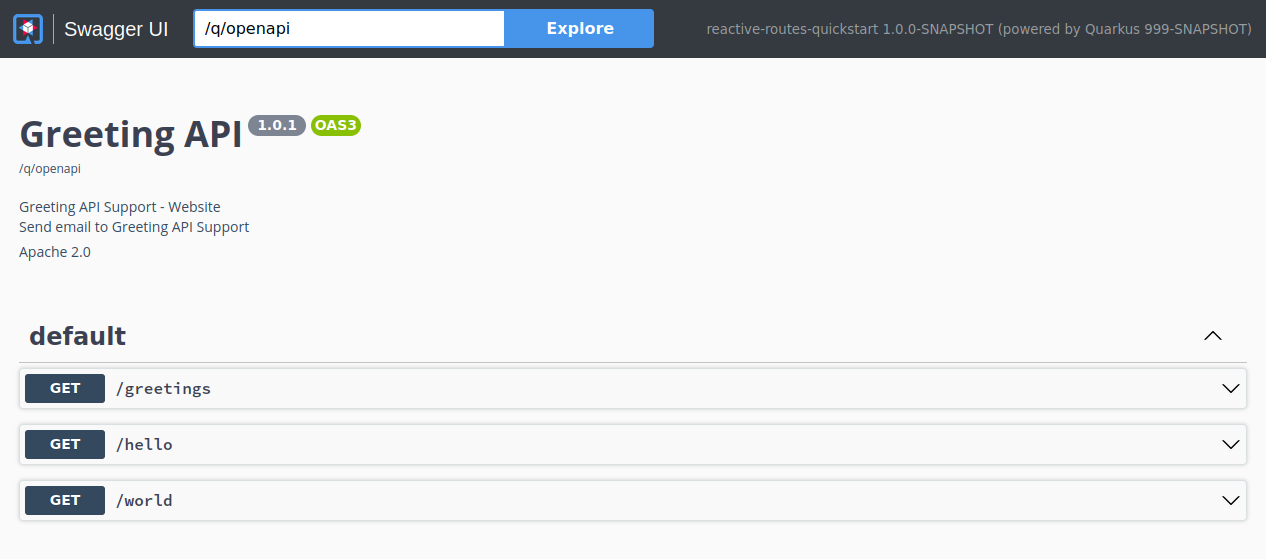 Swagger UI /q/openapi Explore reactive-routes-quickstart 1.0.0-SNAPSHOT (powered by Quarkus 999-SNAPSHOT)
Greeting API 1.0.1 OAS3
/q/openapi
Greeting API Support - Website
Send email to Greeting API Support
Apache 2.0
default
GET /greetings
GET /hello
GET /world